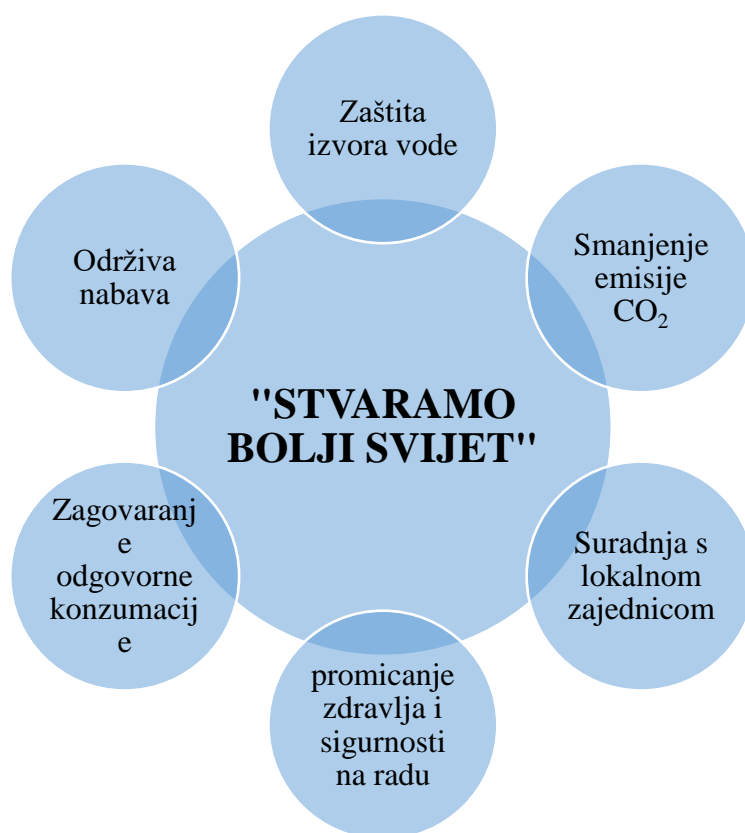 Zaštita
izvora vode
Smanjenje
emisije
CO₂
Suradnja s
lokalnom
zajednicom
promicanje
zdravlja i
sigurnosti
na radu
Zagovaranj
e
odgovorne
konzumacij
e
Održiva
nabava
"STVARAMO
BOLJI SVIJET"